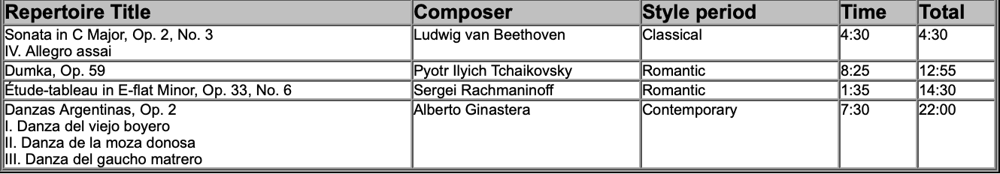 Repertoire Title Composer Style period Time Total
Sonata in C Major, Op. 2, No. 3 Ludwig van Beethoven Classical 4:30 4:30
IV. Allegro assai
Dumka, Op. 59 Pyotr Ilyich Tchaikovsky Romantic 8:25 12:55
Étude-tableau in E-flat Minor, Op. 33, No. 6 Sergei Rachmaninoff Romantic 1:35 14:30
Danzas Argentinas, Op. 2 Alberto Ginastera Contemporary 7:30 22:00
I. Danza del viejo boyero
II. Danza de la moza donosa
III. Danza del gaucho matrero